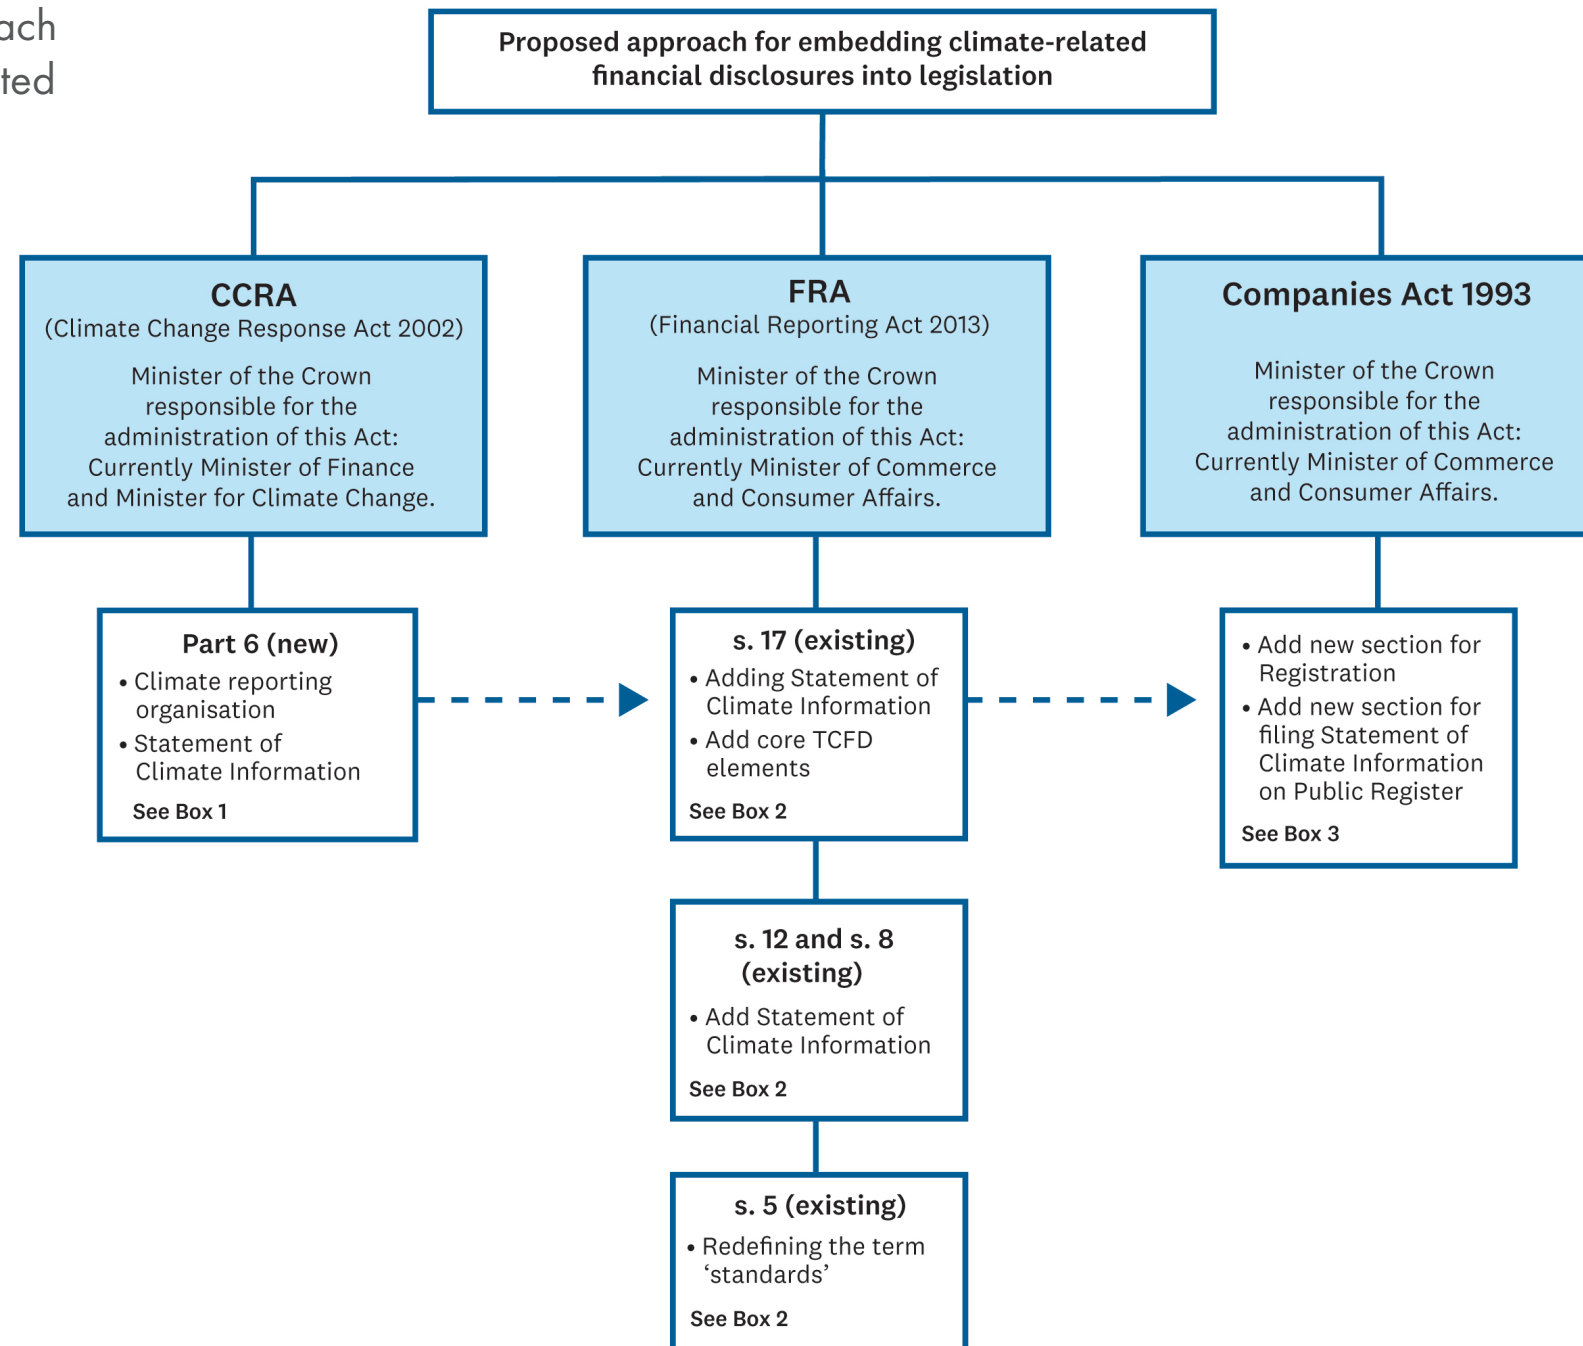 ach
ted
Proposed approach for embedding climate-related
financial disclosures into legislation
CCRA
(Climate Change Response Act 2002)
Minister of the Crown
responsible for the
administration of this Act:
Currently Minister of Finance
and Minister for Climate Change.
FRA
(Financial Reporting Act 2013)
Minister of the Crown
responsible for the
administration of this Act:
Currently Minister of Commerce
and Consumer Affairs.
Companies Act 1993
Minister of the Crown
responsible for the
administration of this Act:
Currently Minister of Commerce
and Consumer Affairs.
Part 6 (new)
• Climate reporting
organisation
• Statement of
Climate Information
See Box 1
s. 17 (existing)
• Adding Statement of
Climate Information
• Add core TCFD
elements
See Box 2
• Add new section for
Registration
• Add new section for
filing Statement of
Climate Information
on Public Register
See Box 3
s. 12 and s. 8
(existing)
• Add Statement of
Climate Information
See Box 2
s. 5 (existing)
• Redefining the term
‘standards’
See Box 2